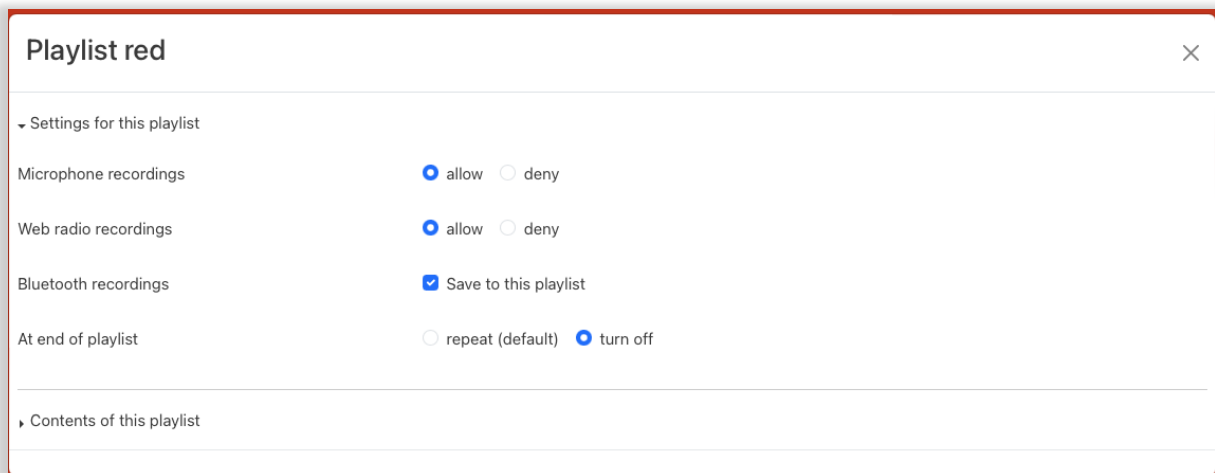 Playlist red
Settings for this playlist
Microphone recordings allow deny
Web radio recordings allow deny
Bluetooth recordings Save to this playlist
At end of playlist repeat (default) turn off
Contents of this playlist